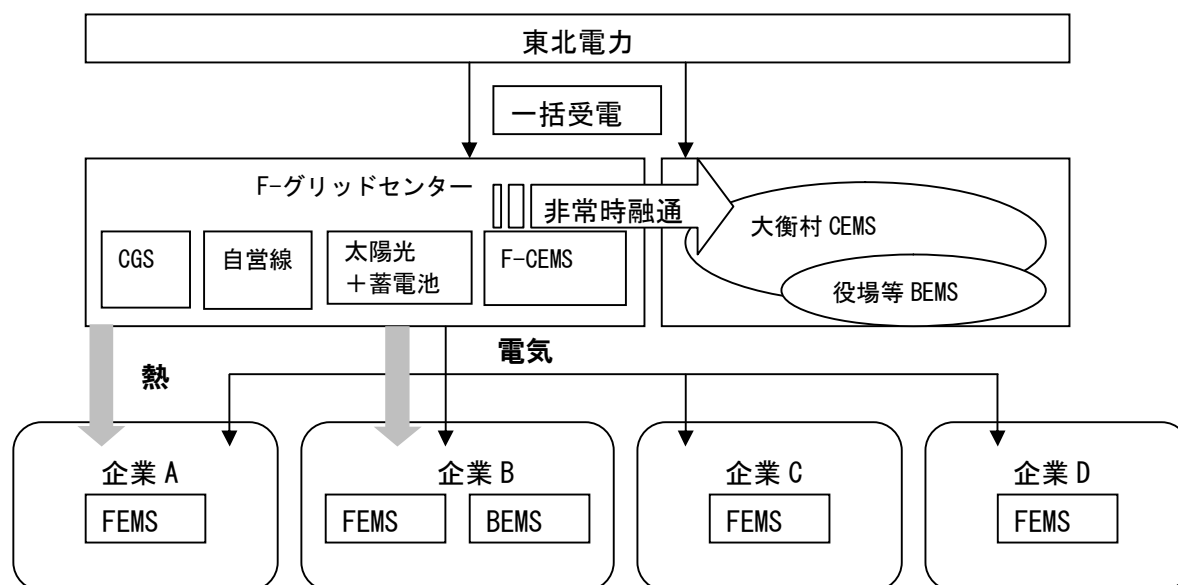 東北電力
一括受電
F-グリッドセンター
非常時融通
CGS
自営線
太陽光
+蓄電池
F-CEMS
大衡村 CEMS
役場等 BEMS
熱
電気
企業 A
FEMS
企業 B
FEMS
BEMS
企業 C
FEMS
企業 D
FEMS